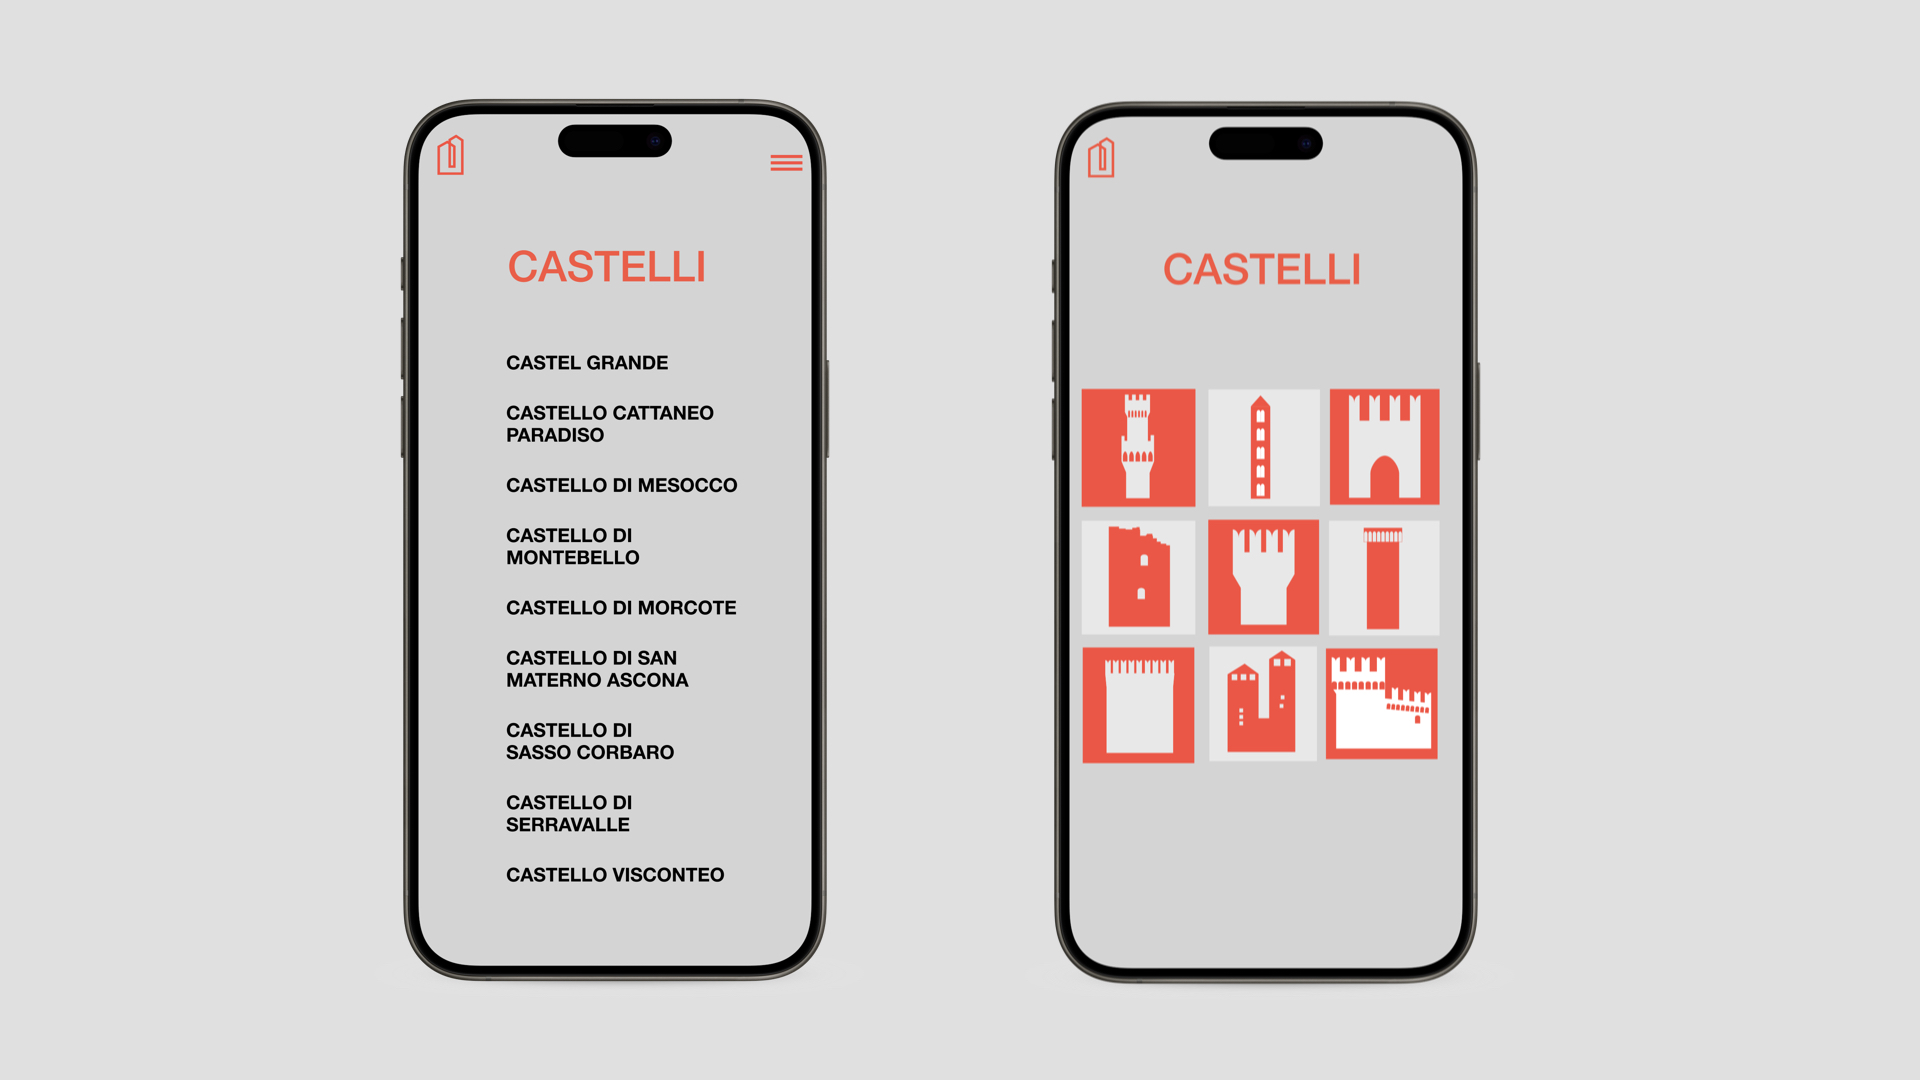 CASTELLI
CASTEL GRANDE
CASTELLO CATTANEO
PARADISO
CASTELLO DI MESOCCO
CASTELLO DI
MONTEBELLO
CASTELLO DI MORCOTE
CASTELLO DI SAN
MATERNO ASCONA
CASTELLO DI
SASSO CORBARO
CASTELLO DI
SERRAVALLE
CASTELLO VISCONTEO
CASTELLI